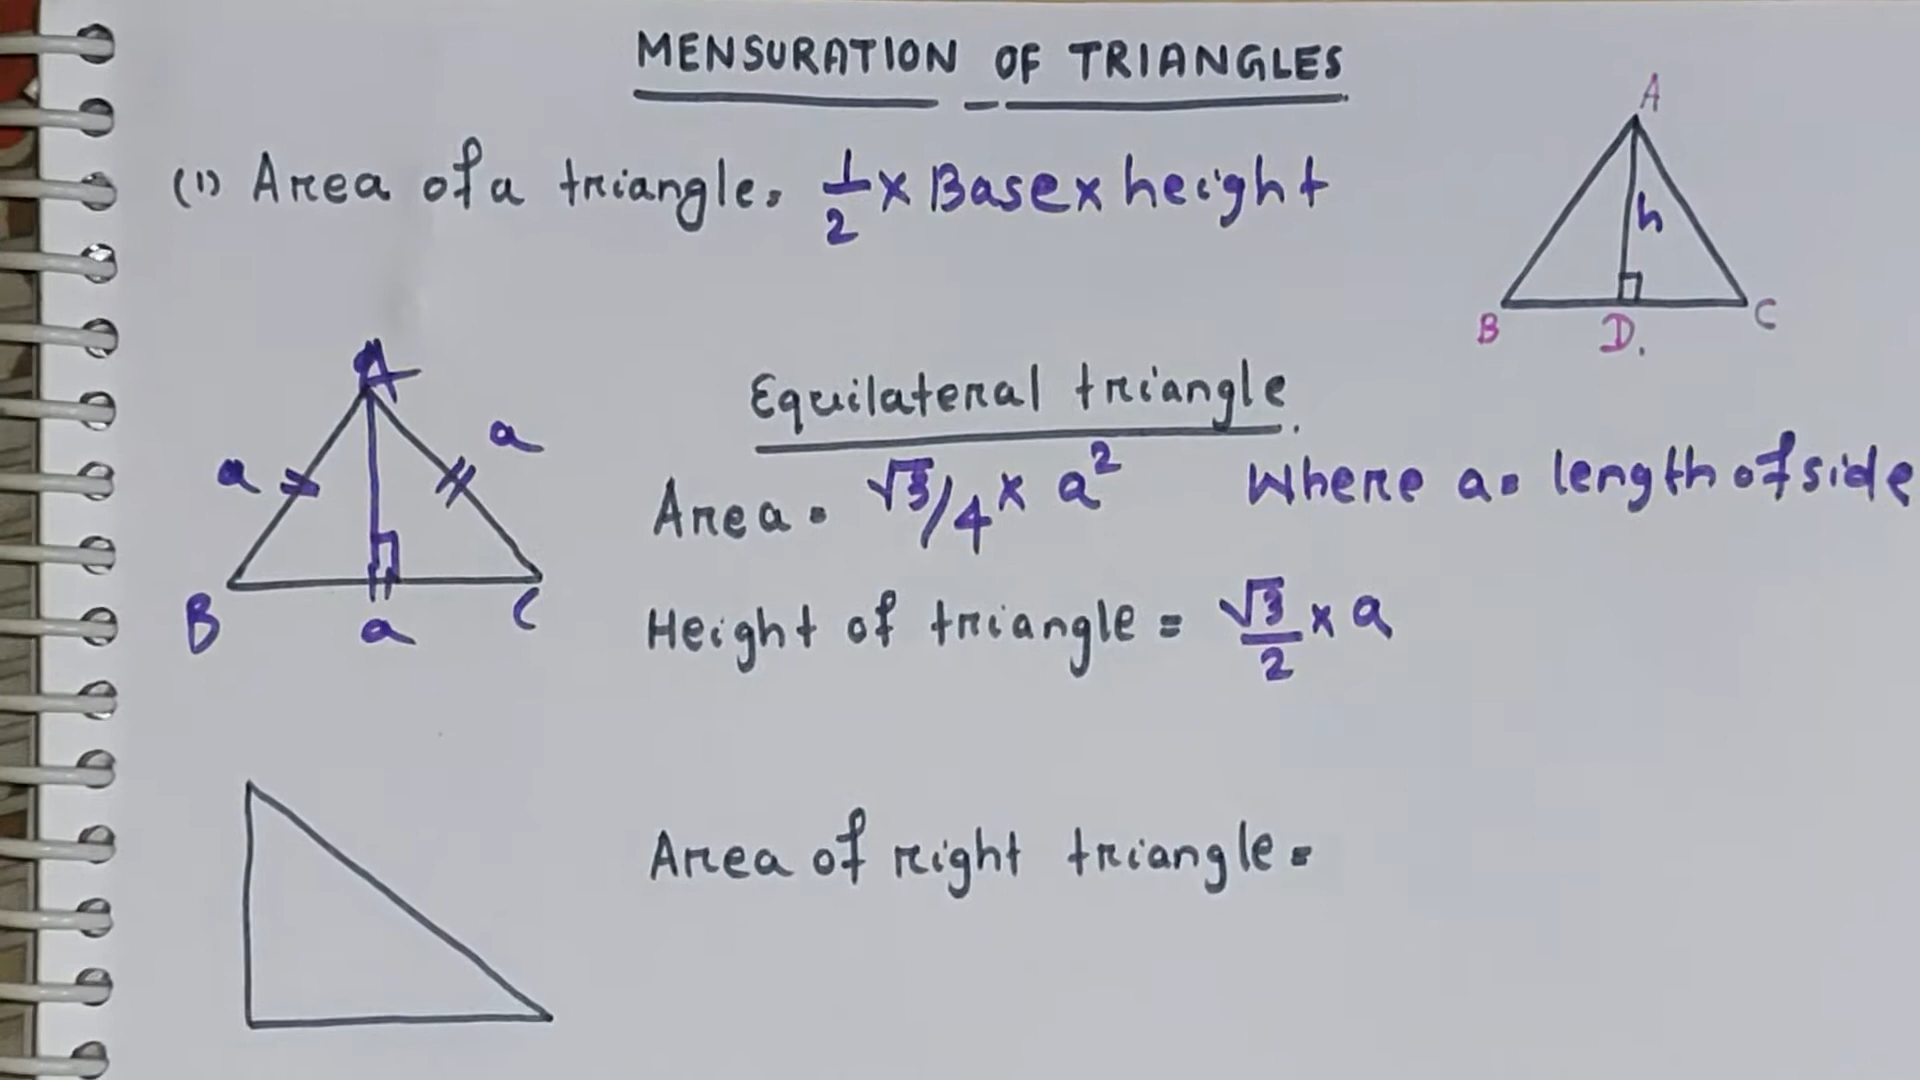 MENSURATION OF TRIANGLES
(1) Area of a triangle = 1/2 x Base x height
A
h
B D. C
A
a a
B a C
Equilateral triangle.
Area = √3/4 x a² Where a = length of side
Height of triangle = √3/2 x a
Area of right triangle =